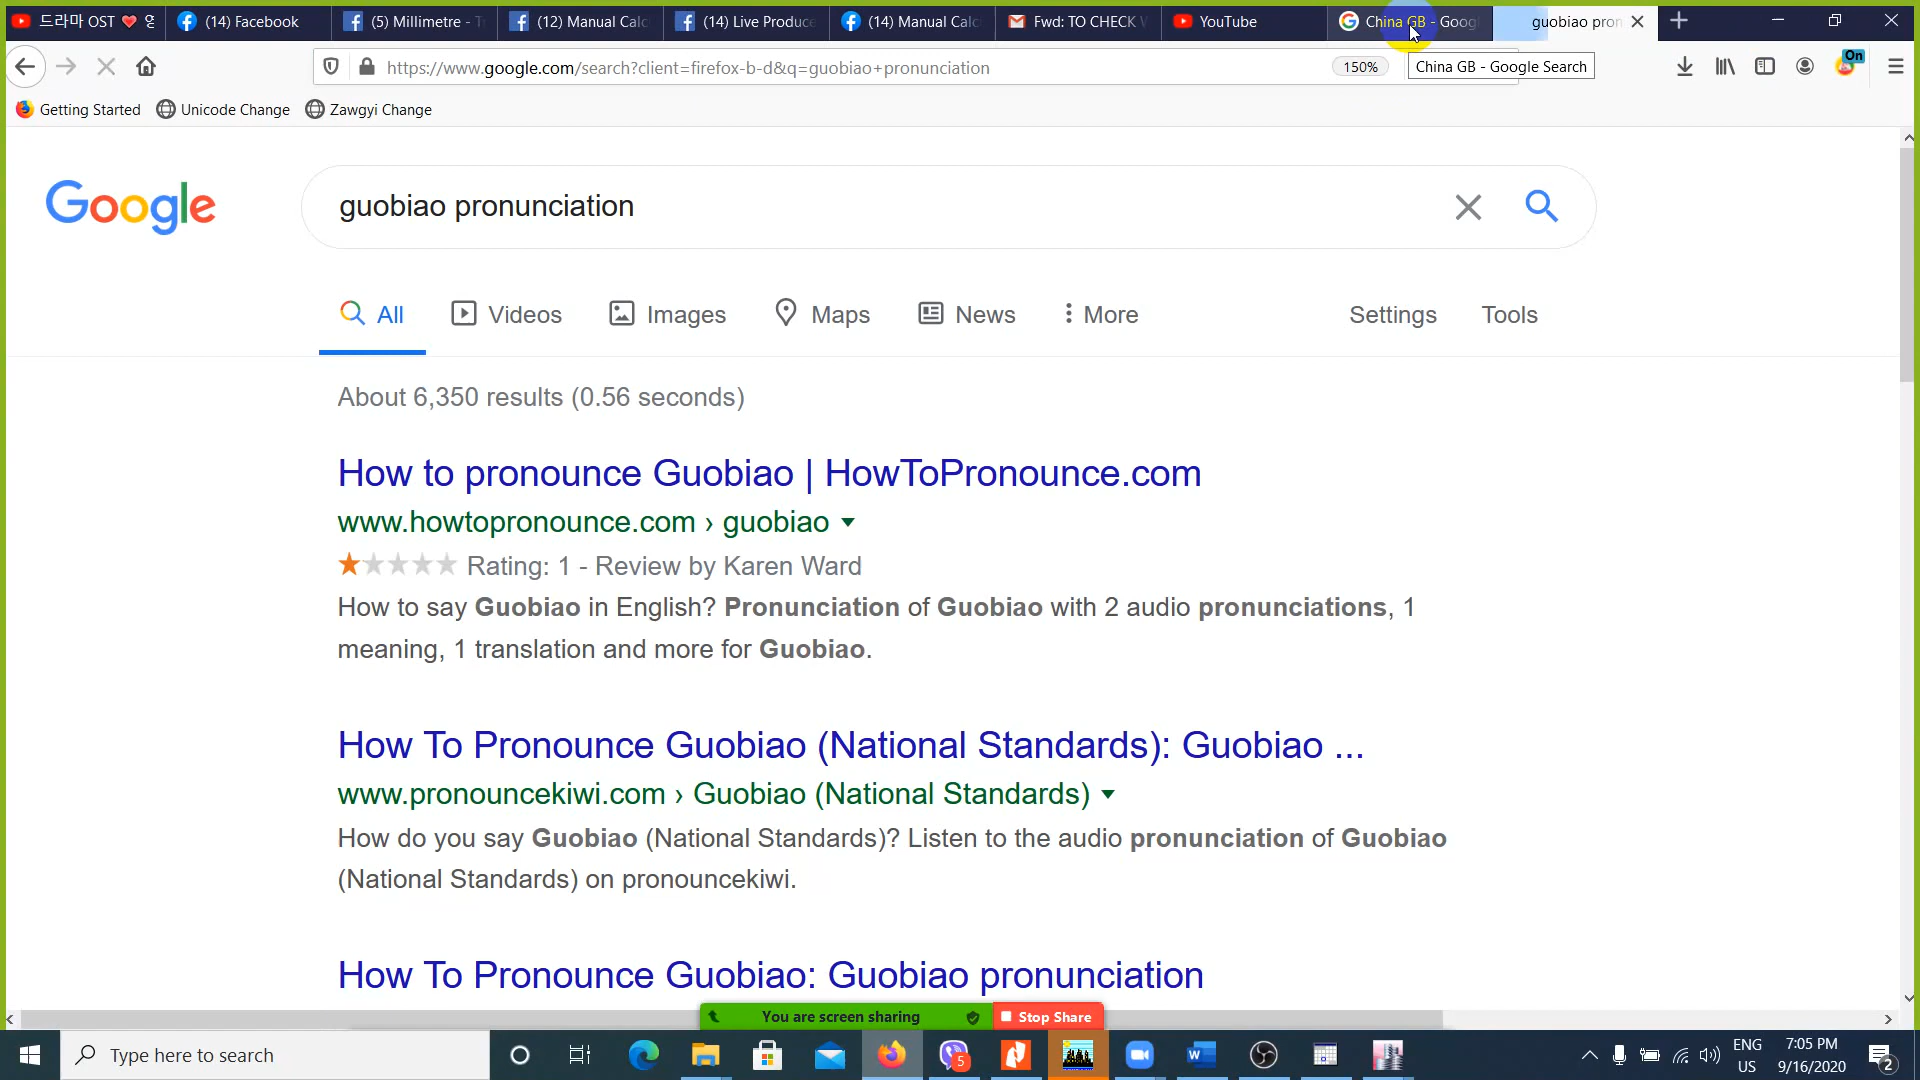 드라마 OST ❤ 영
(14) Facebook
(5) Millimetre - T
(12) Manual Calc
(14) Live Produce
(14) Manual Calc
Fwd: TO CHECK
YouTube
China GB - Goog
guobiao pron
https://www.google.com/search?client=firefox-b-d&q=guobiao+pronunciation
150%
China GB - Google Search
On
Getting Started
Unicode Change
Zawgyi Change
Google
guobiao pronunciation
All
Videos
Images
Maps
News
More
Settings
Tools
About 6,350 results (0.56 seconds)
How to pronounce Guobiao | HowToPronounce.com
www.howtopronounce.com › guobiao
Rating: 1 - Review by Karen Ward
How to say Guobiao in English? Pronunciation of Guobiao with 2 audio pronunciations, 1
meaning, 1 translation and more for Guobiao.
How To Pronounce Guobiao (National Standards): Guobiao ...
www.pronouncekiwi.com › Guobiao (National Standards)
How do you say Guobiao (National Standards)? Listen to the audio pronunciation of Guobiao
(National Standards) on pronouncekiwi.
How To Pronounce Guobiao: Guobiao pronunciation
You are screen sharing
Stop Share
Type here to search
5
ENG
US
7:05 PM
9/16/2020
2